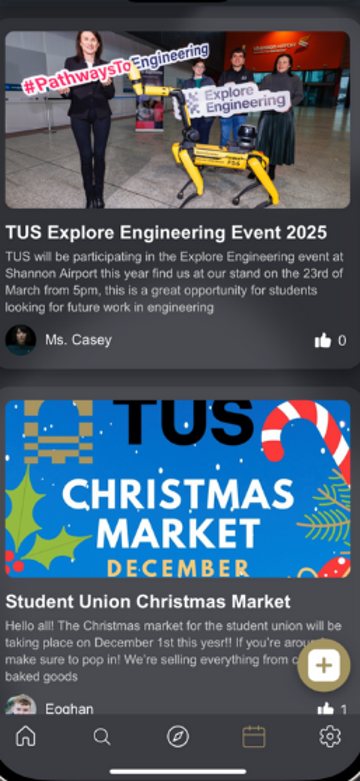 #PathwaysToEngineering
SHANNON AIRPORT
Explore
Engineering
TUS Explore Engineering Event 2025
TUS will be participating in the Explore Engineering event at
Shannon Airport this year find us at our stand on the 23rd of
March from 5pm, this is a great opportunity for students
looking for future work in engineering
Ms. Casey
0
TUS
CHRISTMAS
MARKET
DECEMBER
Student Union Christmas Market
Hello all! The Christmas market for the student union will be
taking place on December 1st this yesr!! If you're
make sure to pop in! We're selling everything from
baked goods
Eoghan
1